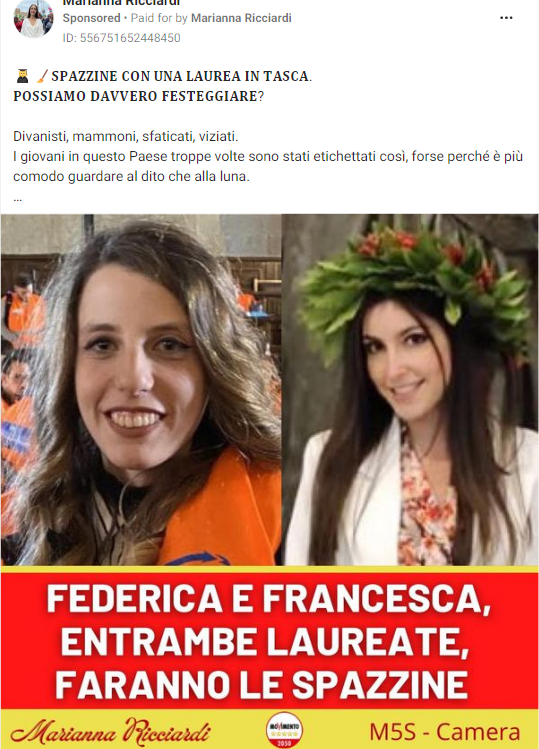 Marianna Ricciardi
Sponsored • Paid for by Marianna Ricciardi
ID: 556751652448450
SPAZZINE CON UNA LAUREA IN TASCA.
POSSIAMO DAVVERO FESTEGGIARE?
Divanisti, mammoni, sfaticati, viziati.
I giovani in questo Paese troppe volte sono stati etichettati così, forse perché è più
comodo guardare al dito che alla luna.
...
FEDERICA E FRANCESCA,
ENTRAMBE LAUREATE,
FARANNO LE SPAZZINE
Marianna Ricciardi
MOVIMENTO
2050
M5S - Camera